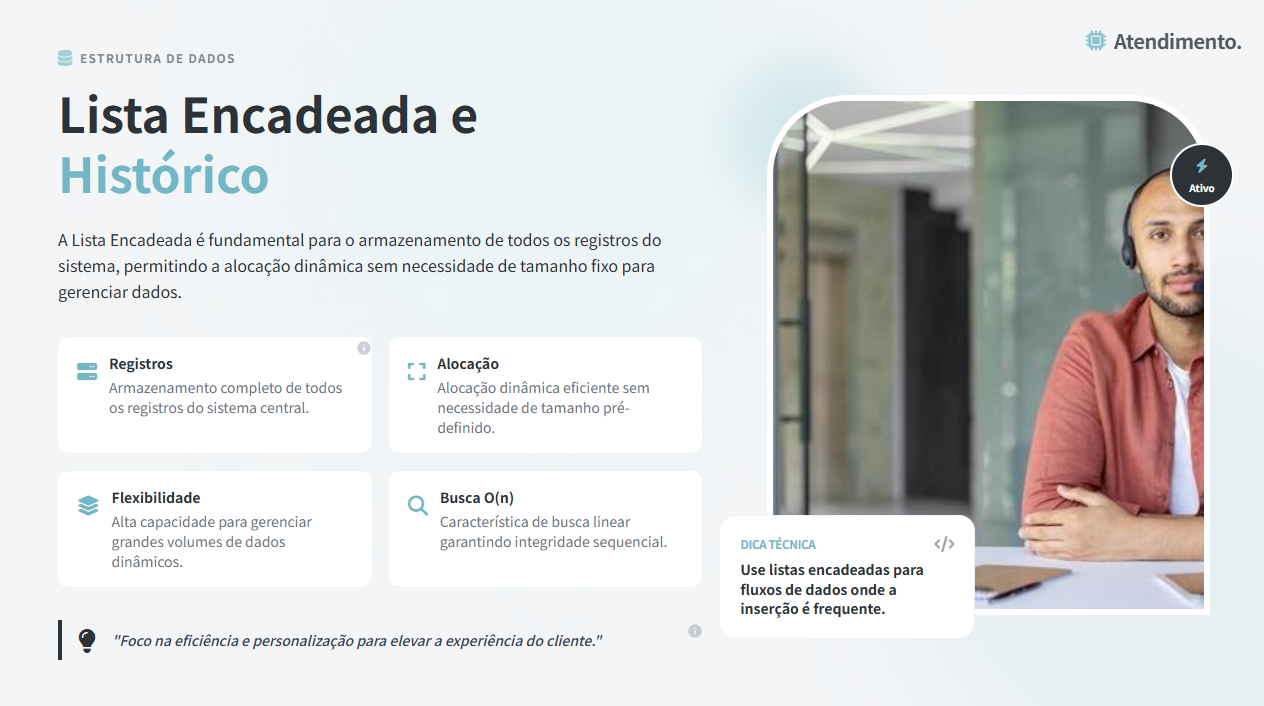 ESTRUTURA DE DADOS
Atendimento.
Lista Encadeada e
Histórico
Ativo
A Lista Encadeada é fundamental para o armazenamento de todos os registros do
sistema, permitindo a alocação dinâmica sem necessidade de tamanho fixo para
gerenciar dados.
Registros
Armazenamento completo de todos
os registros do sistema central.
Alocação
Alocação dinâmica eficiente sem
necessidade de tamanho pré-
definido.
Flexibilidade
Alta capacidade para gerenciar
grandes volumes de dados
dinâmicos.
Busca O(n)
Característica de busca linear
garantindo integridade sequencial.
DICA TÉCNICA
</>
Use listas encadeadas para
fluxos de dados onde a
inserção é frequente.
"Foco na eficiência e personalização para elevar a experiência do cliente."